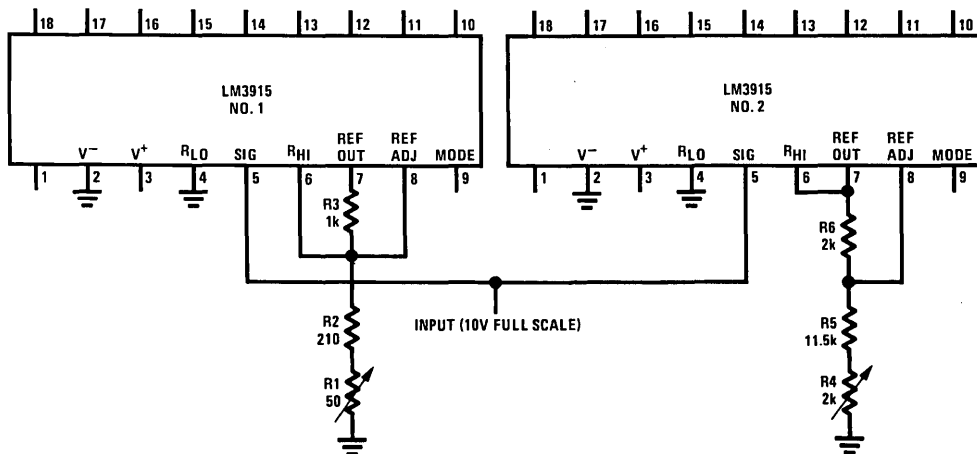 18 17 16 15 14 13 12 11 10
18 17 16 15 14 13 12 11 10
LM3915
NO. 1
LM3915
NO. 2
V- V+ RLO SIG RHI REF OUT REF ADJ MODE
V- V+ RLO SIG RHI REF OUT REF ADJ MODE
1 2 3 4 5 6 7 8 9
1 2 3 4 5 6 7 8 9
R3
1k
R6
2k
INPUT (10V FULL SCALE)
R2
210
R5
11.5k
R1
50
R4
2k